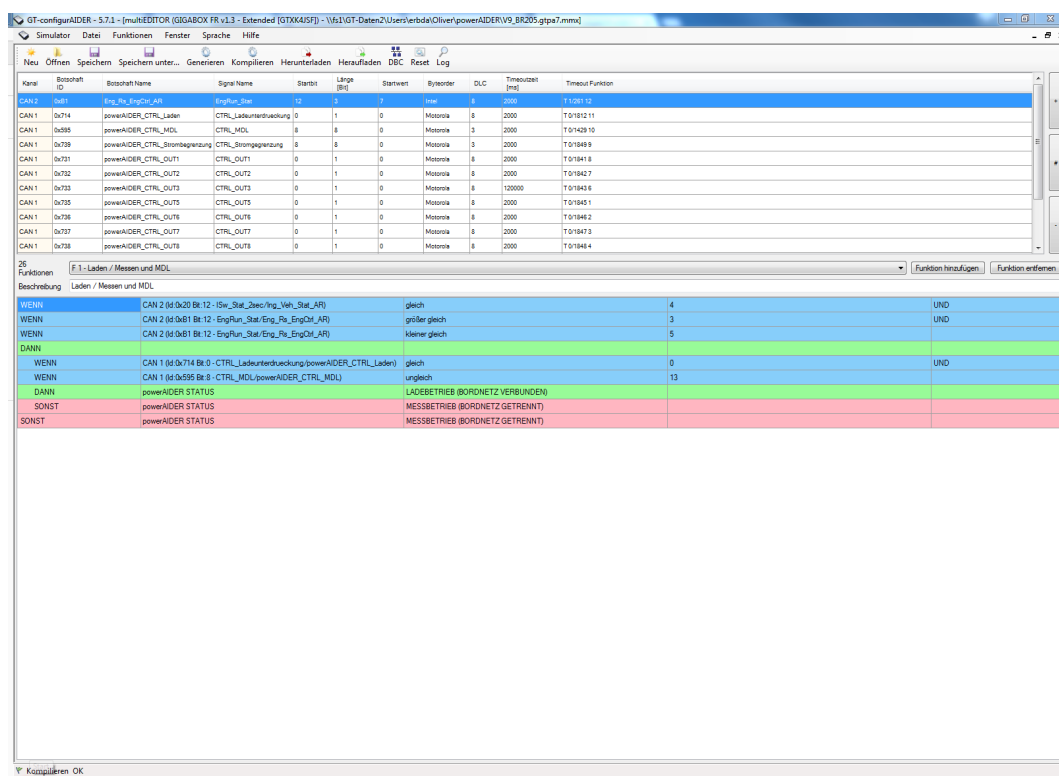 GT-configurAIDER - 5.7.1 - [multiEDITOR (GIGABOX FR v1.3 - Extended [GTXK4JSF]) - \\fs1\GT-Daten2\Users\erbda\Oliver\powerAIDER\V9_BR205.gtpa7.mmx]
Simulator Datei Funktionen Fenster Sprache Hilfe
Neu Öffnen Speichern Speichern unter... Generieren Kompilieren Herunterladen Heraufladen DBC Reset Log
Kanal Botschaft ID Botschaft Name Signal Name Startbit Länge [Bit] Startwert Byteorder DLC Timeoutzeit [ms] Timeout Funktion
CAN 2 0xB1 Eng_Rs_EngCtrl_AR EngRun_Stat 12 3 7 Intel 8 2000 T 1/261 12
CAN 1 0x714 powerAIDER_CTRL_Laden CTRL_Ladeunterdrueckung 0 1 0 Motorola 8 2000 T 0/1812 11
CAN 1 0x595 powerAIDER_CTRL_MDL CTRL_MDL 8 8 0 Motorola 3 2000 T 0/1429 10
CAN 1 0x739 powerAIDER_CTRL_Strombegrenzung CTRL_Stromgegrenzung 8 8 0 Motorola 3 2000 T 0/1849 9
CAN 1 0x731 powerAIDER_CTRL_OUT1 CTRL_OUT1 0 1 0 Motorola 8 2000 T 0/1841 8
CAN 1 0x732 powerAIDER_CTRL_OUT2 CTRL_OUT2 0 1 0 Motorola 8 2000 T 0/1842 7
CAN 1 0x733 powerAIDER_CTRL_OUT3 CTRL_OUT3 0 1 0 Motorola 8 120000 T 0/1843 6
CAN 1 0x735 powerAIDER_CTRL_OUT5 CTRL_OUT5 0 1 0 Motorola 8 2000 T 0/1845 1
CAN 1 0x736 powerAIDER_CTRL_OUT6 CTRL_OUT6 0 1 0 Motorola 8 2000 T 0/1846 2
CAN 1 0x737 powerAIDER_CTRL_OUT7 CTRL_OUT7 0 1 0 Motorola 8 2000 T 0/1847 3
CAN 1 0x738 powerAIDER_CTRL_OUT8 CTRL_OUT8 0 1 0 Motorola 8 2000 T 0/1848 4
26 Funktionen F 1 - Laden / Messen und MDL Funktion hinzufügen Funktion entfernen
Beschreibung Laden / Messen und MDL
WENN CAN 2 (Id:0x20 Bit:12 - ISw_Stat_2sec/Ing_Veh_Stat_AR) gleich 4 UND
WENN CAN 2 (Id:0xB1 Bit:12 - EngRun_Stat/Eng_Rs_EngCtrl_AR) größer gleich 3 UND
WENN CAN 2 (Id:0xB1 Bit:12 - EngRun_Stat/Eng_Rs_EngCtrl_AR) kleiner gleich 5
DANN
WENN CAN 1 (Id:0x714 Bit:0 - CTRL_Ladeunterdrueckung/powerAIDER_CTRL_Laden) gleich 0 UND
WENN CAN 1 (Id:0x595 Bit:8 - CTRL_MDL/powerAIDER_CTRL_MDL) ungleich 13
DANN powerAIDER STATUS LADEBETRIEB (BORDNETZ VERBUNDEN)
SONST powerAIDER STATUS MESSBETRIEB (BORDNETZ GETRENNT)
SONST powerAIDER STATUS MESSBETRIEB (BORDNETZ GETRENNT)
Kompilieren OK